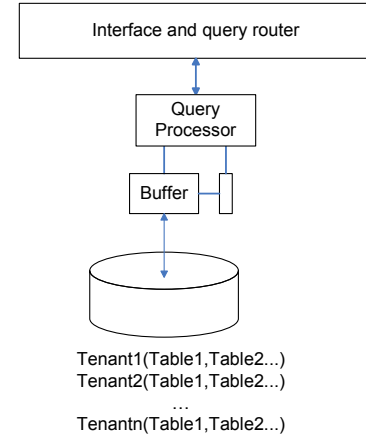 Interface and query router
Query
Processor
Buffer
Tenant1(Table1,Table2...)
Tenant2(Table1,Table2...)
...
Tenantn(Table1,Table2...)